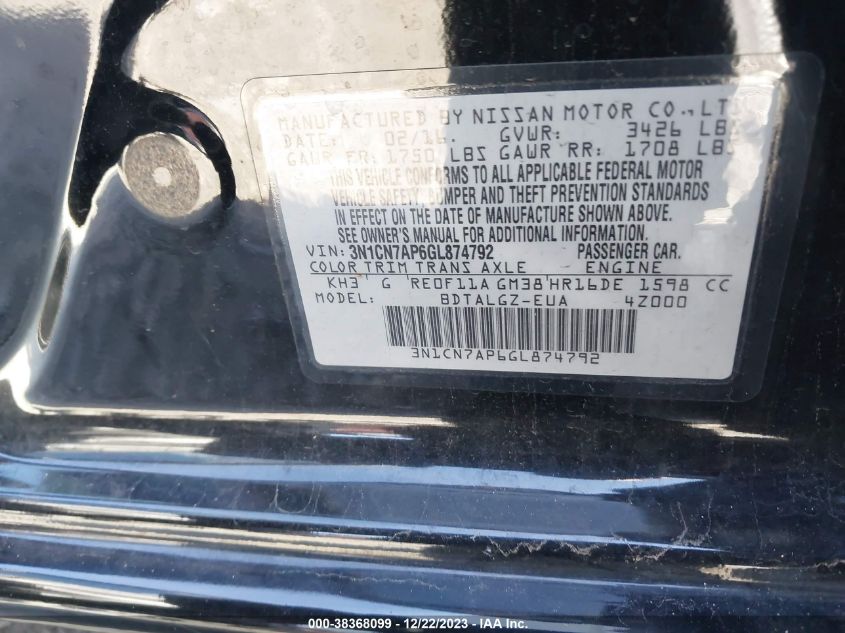 MANUFACTURED BY NISSAN MOTOR CO., LT
DATE: 02/16. GVWR: 3426 LB
GAWR FR: 1750 LBS GAWR RR: 1708 LBS
THIS VEHICLE CONFORMS TO ALL APPLICABLE FEDERAL MOTOR
VEHICLE SAFETY, BUMPER AND THEFT PREVENTION STANDARDS
IN EFFECT ON THE DATE OF MANUFACTURE SHOWN ABOVE.
SEE OWNER'S MANUAL FOR ADDITIONAL INFORMATION.
VIN: 3N1CN7AP6GL874792 PASSENGER CAR.
COLOR TRIM TRANS AXLE ENGINE
KH3 G RE0F11A GM38 HR16DE 1598 CC
MODEL: BDTALGZ-EUA 4Z000
3N1CN7AP6GL874792
000-38368099 - 12/22/2023 - IAA Inc.